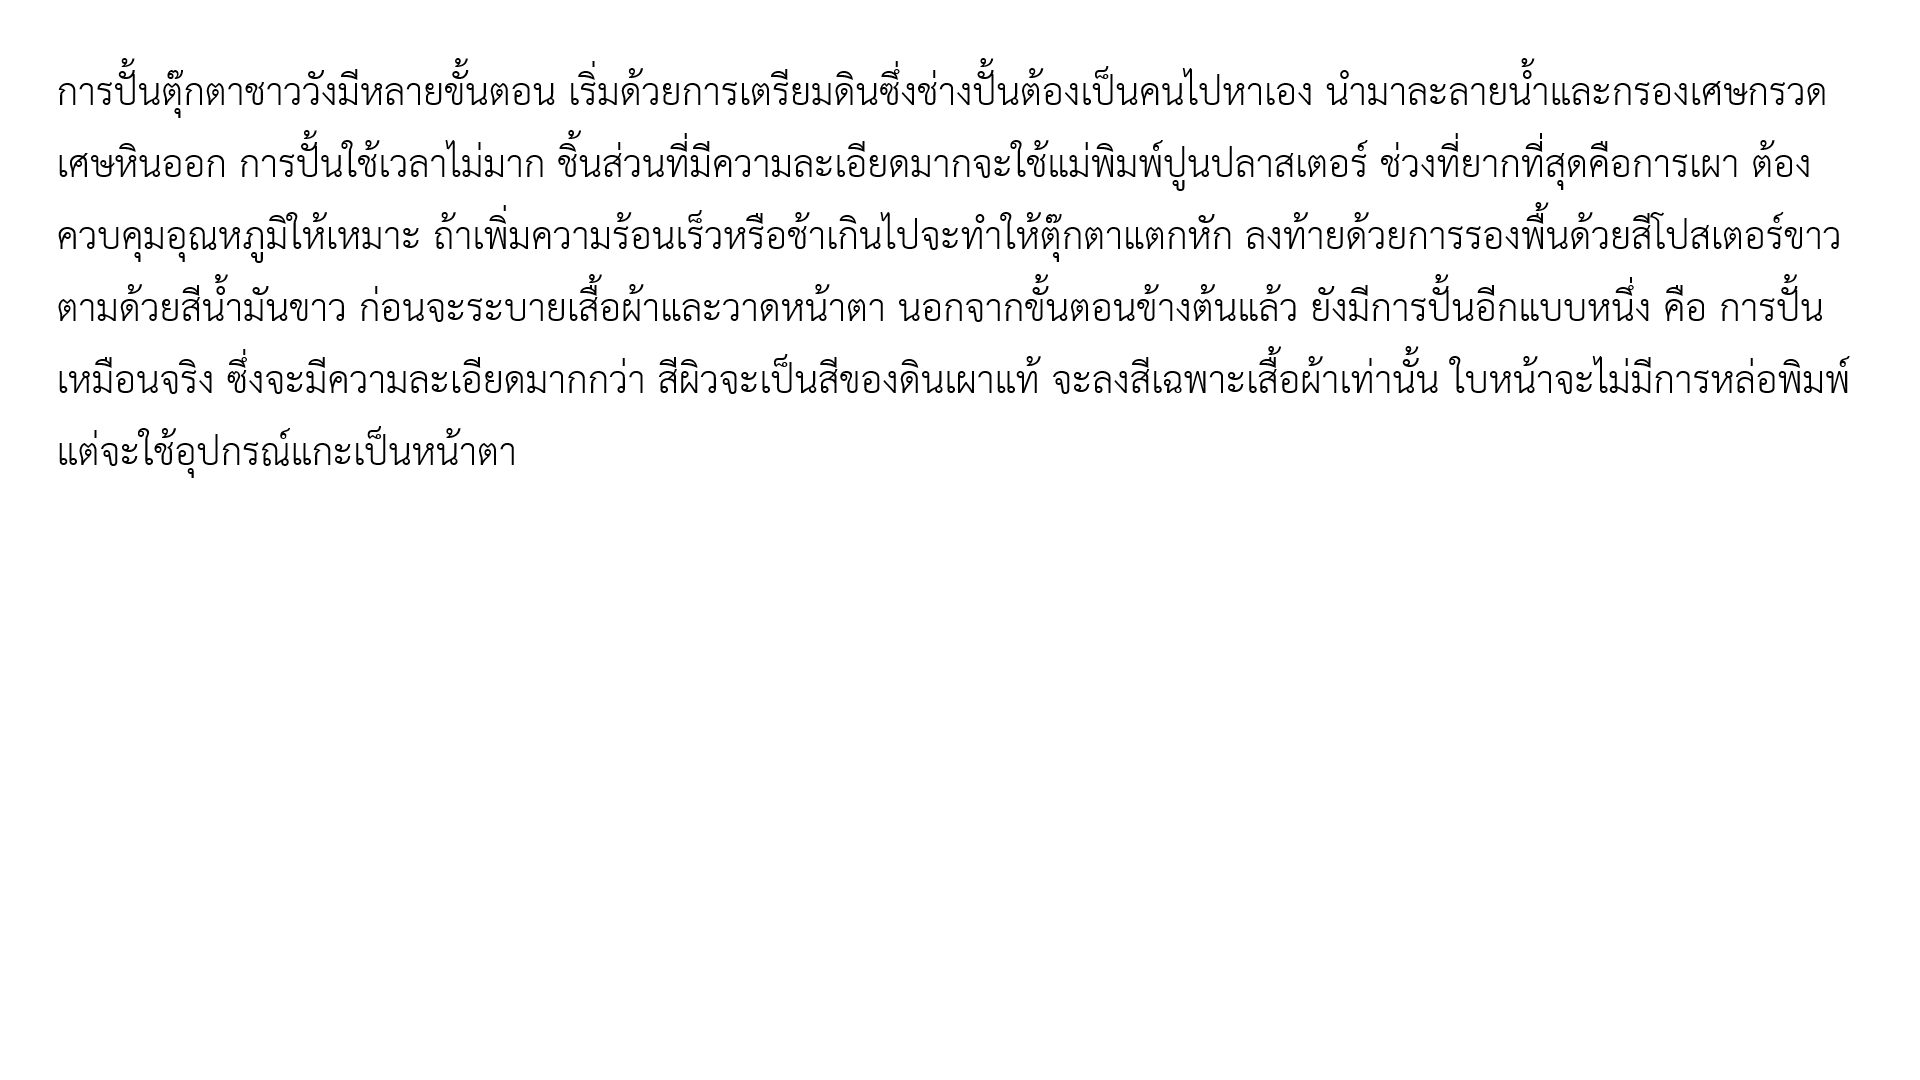 การปั้นตุ๊กตาชาววังมีหลายขั้นตอน เริ่มด้วยการเตรียมดินซึ่งช่างปั้นต้องเป็นคนไปหาเอง นำมาละลายน้ำและกรองเศษกรวด
เศษหินออก การปั้นใช้เวลาไม่มาก ชิ้นส่วนที่มีความละเอียดมากจะใช้แม่พิมพ์ปูนปลาสเตอร์ ช่วงที่ยากที่สุดคือการเผา ต้อง
ควบคุมอุณหภูมิให้เหมาะ ถ้าเพิ่มความร้อนเร็วหรือช้าเกินไปจะทำให้ตุ๊กตาแตกหัก ลงท้ายด้วยการรองพื้นด้วยสีโปสเตอร์ขาว
ตามด้วยสีน้ำมันขาว ก่อนจะระบายเสื้อผ้าและวาดหน้าตา นอกจากขั้นตอนข้างต้นแล้ว ยังมีการปั้นอีกแบบหนึ่ง คือ การปั้น
เหมือนจริง ซึ่งจะมีความละเอียดมากกว่า สีผิวจะเป็นสีของดินเผาแท้ จะลงสีเฉพาะเสื้อผ้าเท่านั้น ใบหน้าจะไม่มีการหล่อพิมพ์
แต่จะใช้อุปกรณ์แกะเป็นหน้าตา